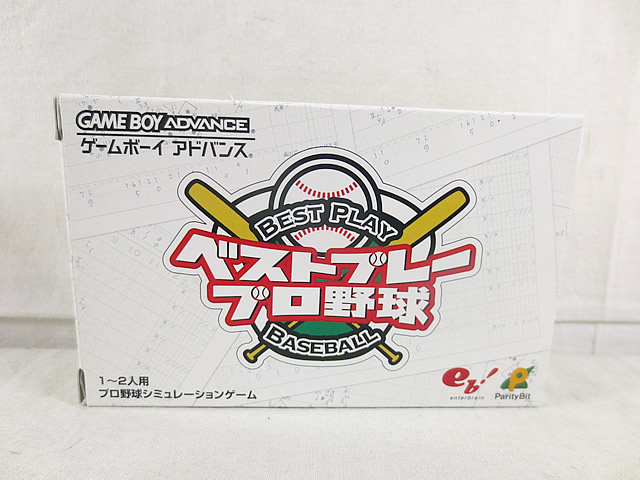 GAME BOY ADVANCE
ゲームボーイ アドバンス
BEST PLAY
ベストプレー
プロ野球
BASEBALL
1~2人用
プロ野球シミュレーションゲーム
eb!
enterbrain
ParityBit